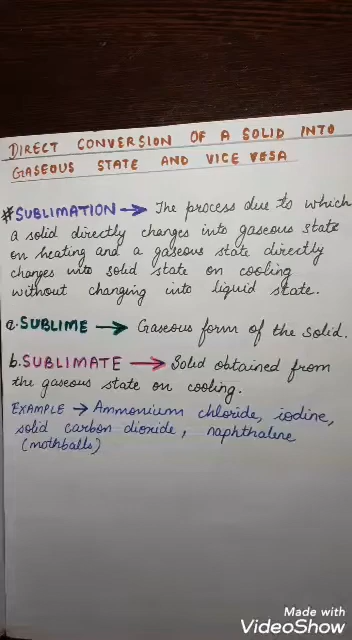 DIRECT CONVERSION OF A SOLID INTO
GASEOUS STATE AND VICE VESA
#SUBLIMATION → The process due to which
a solid directly changes into gaseous state
on heating and a gaseous state directly
changes into solid state on cooling
without changing into liquid state.
a. SUBLIME → Gaseous form of the solid.
b. SUBLIMATE → Solid obtained from
the gaseous state on cooling.
EXAMPLE → Ammonium chloride, iodine,
solid carbon dioxide, naphthalene
(mothballs)
Made with
VideoShow